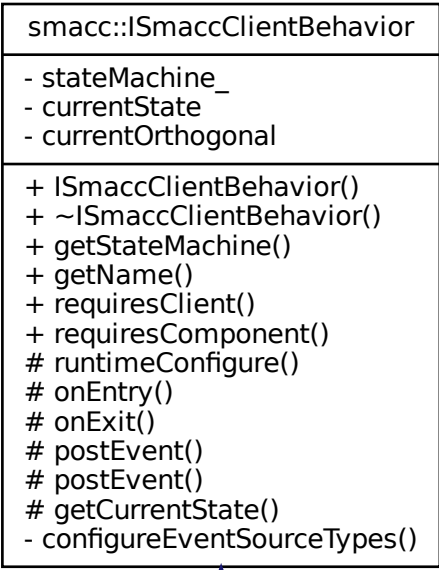 smacc::ISmaccClientBehavior
- stateMachine_
- currentState
- currentOrthogonal
+ ISmaccClientBehavior()
+ ~ISmaccClientBehavior()
+ getStateMachine()
+ getName()
+ requiresClient()
+ requiresComponent()
# runtimeConfigure()
# onEntry()
# onExit()
# postEvent()
# postEvent()
# getCurrentState()
- configureEventSourceTypes()